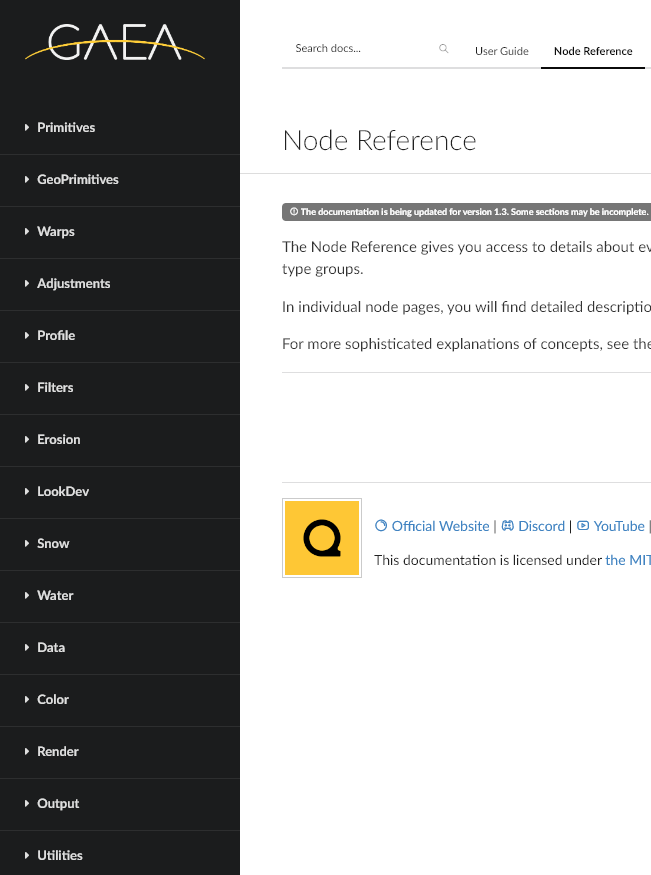 GAEA
Primitives
GeoPrimitives
Warps
Adjustments
Profile
Filters
Erosion
LookDev
Snow
Water
Data
Color
Render
Output
Utilities
Search docs...
User Guide
Node Reference
Node Reference
The documentation is being updated for version 1.3. Some sections may be incomplete.
The Node Reference gives you access to details about ev
type groups.
In individual node pages, you will find detailed descriptio
For more sophisticated explanations of concepts, see the
Official Website | Discord | YouTube |
This documentation is licensed under the MIT